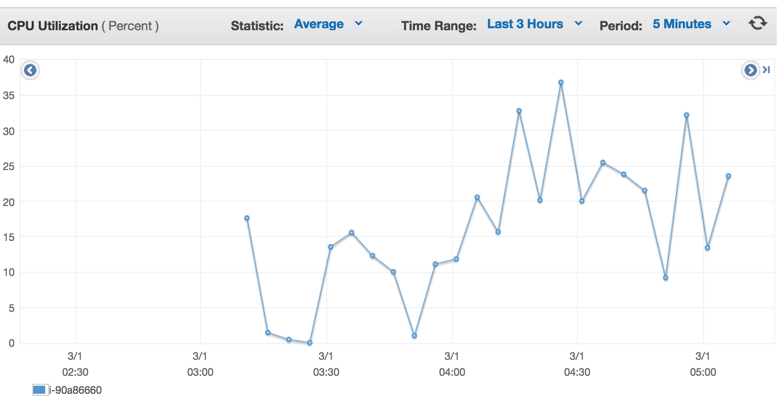 CPU Utilization ( Percent ) Statistic: Average Time Range: Last 3 Hours Period: 5 Minutes
40
35
30
25
20
15
10
5
0
3/1 3/1 3/1 3/1 3/1 3/1
02:30 03:00 03:30 04:00 04:30 05:00
i-90a86660